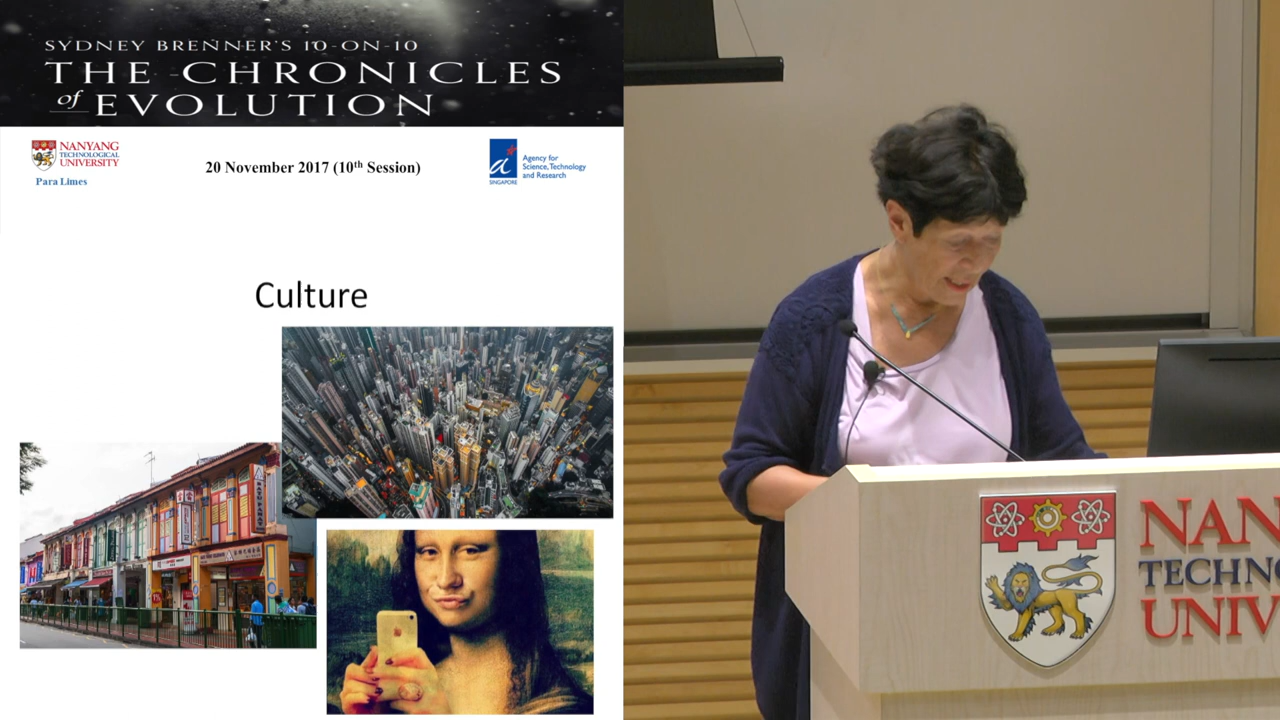 SYDNEY BRENNER'S 10-ON-10
THE CHRONICLES
of EVOLUTION
NANYANG
TECHNOLOGICAL
UNIVERSITY
Para Limes
20 November 2017 (10th Session)
SINGAPORE
Agency for
Science, Technology
and Research
Culture
NAN
TECHN
UNIV